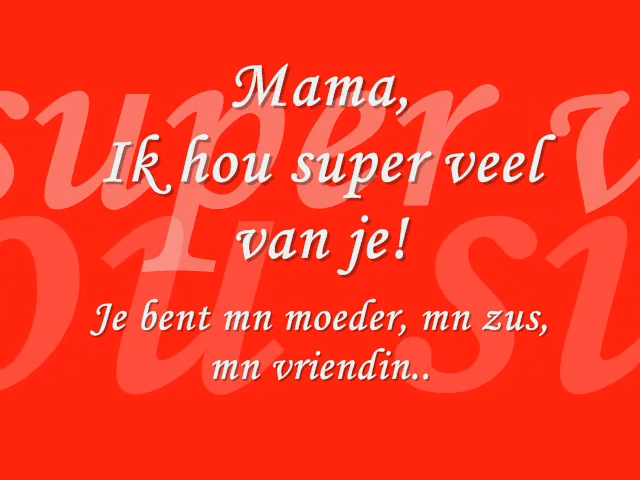 Mama,
Ik hou super veel
van je!
Je bent mn moeder, mn zus,
mn vriendin..